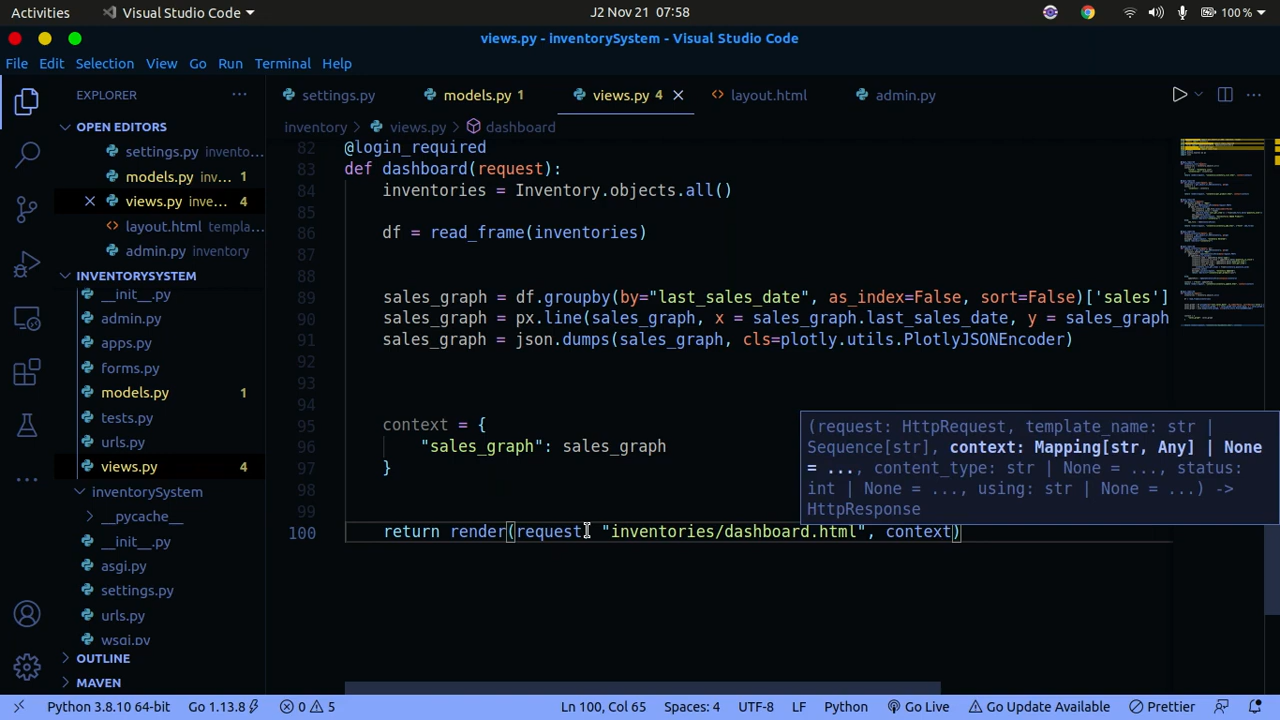 Activities Visual Studio Code J2 Nov 21 07:58 100 %
views.py - inventorySystem - Visual Studio Code
File Edit Selection View Go Run Terminal Help
EXPLORER ··· settings.py models.py 1 views.py 4 layout.html admin.py ···
OPEN EDITORS
settings.py invento...
models.py inv... 1
views.py inve... 4
layout.html templa...
admin.py inventory
INVENTORYSYSTEM
__init__.py
admin.py
apps.py
forms.py
models.py 1
tests.py
urls.py
views.py 4
inventorySystem
__pycache__
__init__.py
asgi.py
settings.py
urls.py
wsgi.py
OUTLINE
MAVEN
inventory > views.py > dashboard
82 @login_required
83 def dashboard(request):
84 inventories = Inventory.objects.all()
85
86 df = read_frame(inventories)
87
88
89 sales_graph = df.groupby(by="last_sales_date", as_index=False, sort=False)['sales']
90 sales_graph = px.line(sales_graph, x = sales_graph.last_sales_date, y = sales_graph
91 sales_graph = json.dumps(sales_graph, cls=plotly.utils.PlotlyJSONEncoder)
92
93
94
95 context = {
96 "sales_graph": sales_graph
97 }
98
99
100 return render(request "inventories/dashboard.html", context)
(request: HttpRequest, template_name: str |
Sequence[str], context: Mapping[str, Any] | None
= ..., content_type: str | None = ..., status:
int | None = ..., using: str | None = ...) ->
HttpResponse
Python 3.8.10 64-bit Go 1.13.8 0 5 Ln 100, Col 65 Spaces: 4 UTF-8 LF Python Go Live Go Update Available Prettier